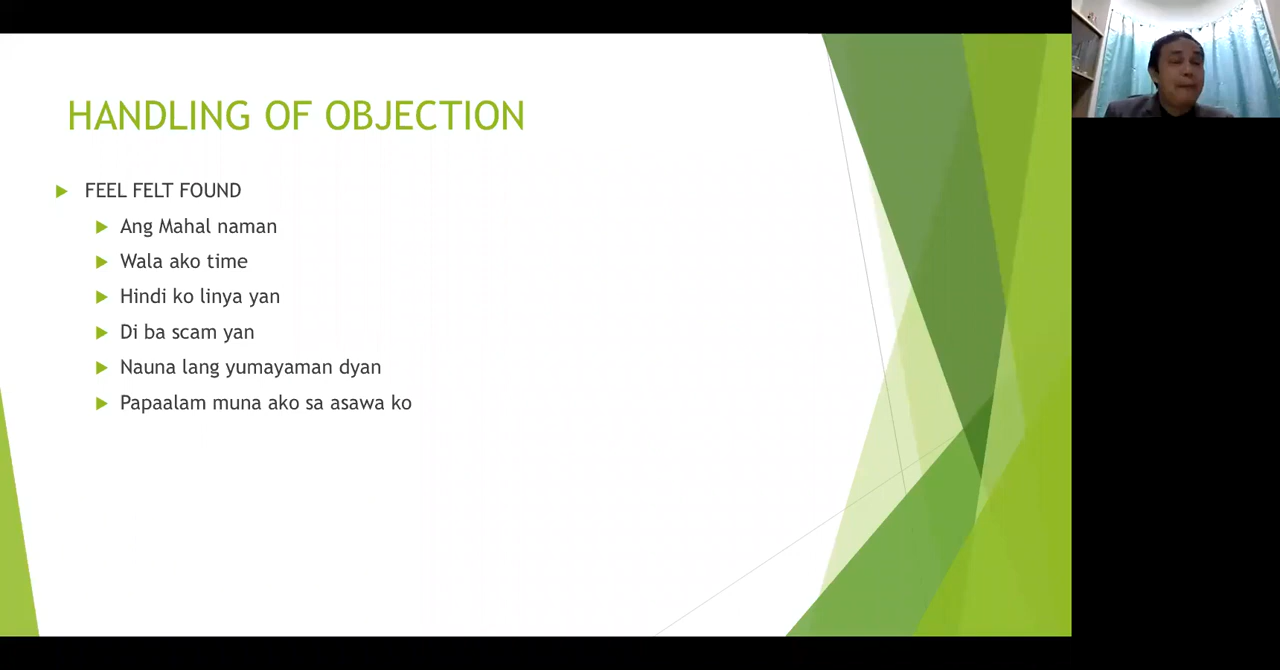 HANDLING OF OBJECTION
FEEL FELT FOUND
Ang Mahal naman
Wala ako time
Hindi ko linya yan
Di ba scam yan
Nauna lang yumayaman dyan
Papaalam muna ako sa asawa ko